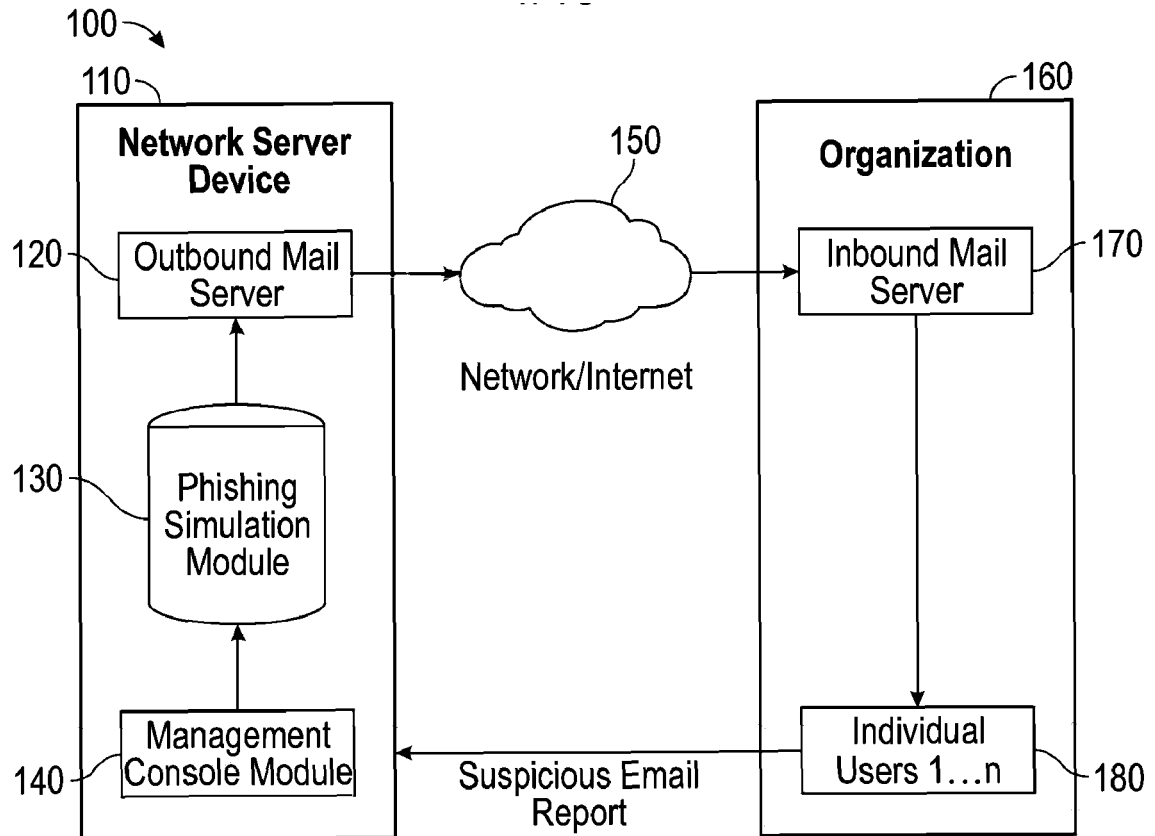 100
110
160
Network Server
Device
150
Organization
120
Outbound Mail
Server
Inbound Mail
Server
170
Network/Internet
130
Phishing
Simulation
Module
140
Management
Console Module
Suspicious Email
Report
Individual
Users 1...n
180